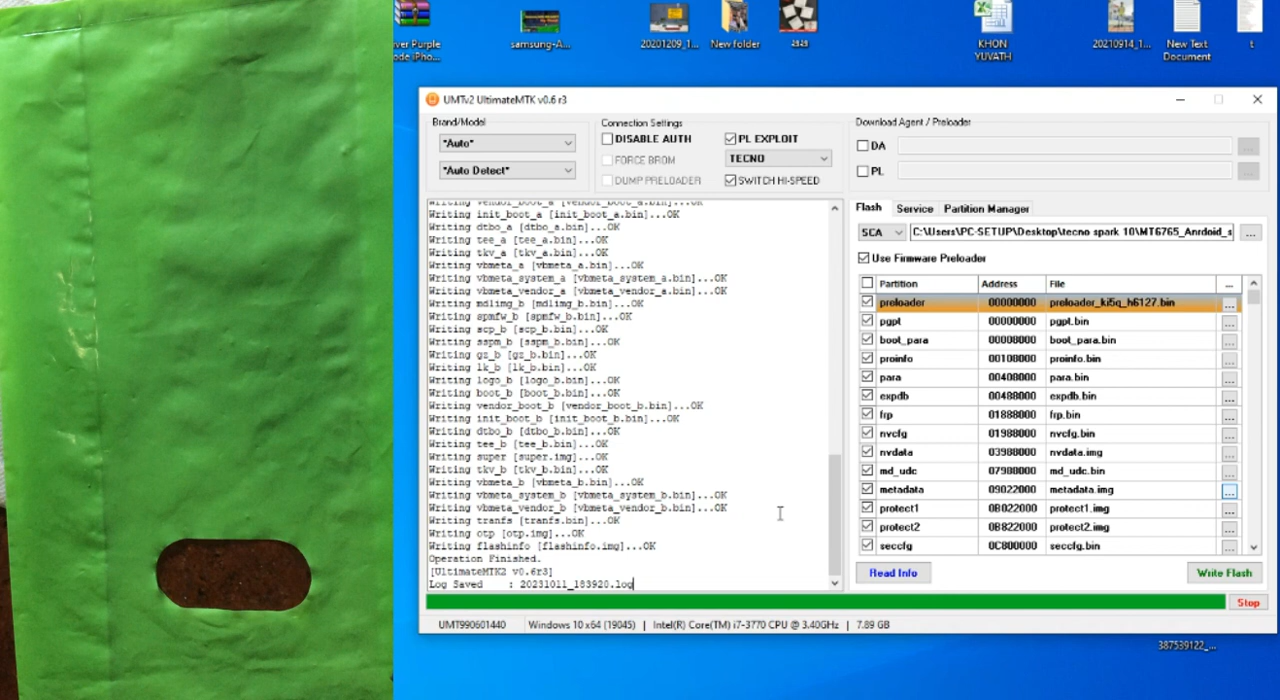 ver Purple
ode iPho...
samsung-A...
20201209_1...
New folder
KHON
YUVATH
20210914_1...
New Text
Document
t
UMTv2 UltimateMTK v0.6 r3
Brand/Model
"Auto"
"Auto Detect"
Connection Settings
DISABLE AUTH
PL EXPLOIT
FORCE BROM
TECNO
DUMP PRELOADER
SWITCH HI-SPEED
Download Agent / Preloader
DA
...
PL
...
Writing vendor_boot_a [vendor_boot_a.bin]...OK
Writing init_boot_a [init_boot_a.bin]...OK
Writing dtbo_a [dtbo_a.bin]...OK
Writing tee_a [tee_a.bin]...OK
Writing tkv_a [tkv_a.bin]...OK
Writing vbmeta_a [vbmeta_a.bin]...OK
Writing vbmeta_system_a [vbmeta_system_a.bin]...OK
Writing vbmeta_vendor_a [vbmeta_vendor_a.bin]...OK
Writing mdlimg_b [mdlimg_b.bin]...OK
Writing spmfw_b [spmfw_b.bin]...OK
Writing scp_b [scp_b.bin]...OK
Writing sspm_b [sspm_b.bin]...OK
Writing gz_b [gz_b.bin]...OK
Writing lk_b [lk_b.bin]...OK
Writing logo_b [logo_b.bin]...OK
Writing boot_b [boot_b.bin]...OK
Writing vendor_boot_b [vendor_boot_b.bin]...OK
Writing init_boot_b [init_boot_b.bin]...OK
Writing dtbo_b [dtbo_b.bin]...OK
Writing tee_b [tee_b.bin]...OK
Writing super [super.img]...OK
Writing tkv_b [tkv_b.bin]...OK
Writing vbmeta_b [vbmeta_b.bin]...OK
Writing vbmeta_system_b [vbmeta_system_b.bin]...OK
Writing vbmeta_vendor_b [vbmeta_vendor_b.bin]...OK
Writing tranfs [tranfs.bin]...OK
Writing otp [otp.img]...OK
Writing flashinfo [flashinfo.img]...OK
Operation Finished.
[UltimateMTK2 v0.6r3]
Log Saved : 20231011_183920.log
Flash Service Partition Manager
SCA C:\Users\PC-SETUP\Desktop\tecno spark 10\MT6765_Anrdoid_s ...
Use Firmware Preloader
Partition Address File ...
preloader 00000000 preloader_ki5q_h6127.bin ...
pgpt 00000000 pgpt.bin ...
boot_para 00008000 boot_para.bin ...
proinfo 00108000 proinfo.bin ...
para 00408000 para.bin ...
expdb 00488000 expdb.bin ...
frp 01888000 frp.bin ...
nvcfg 01988000 nvcfg.bin ...
nvdata 03988000 nvdata.img ...
md_udc 07988000 md_udc.bin ...
metadata 09022000 metadata.img ...
protect1 0B022000 protect1.img ...
protect2 0B822000 protect2.img ...
seccfg 0C800000 seccfg.bin ...
Read Info
Write Flash
Stop
UMT990601440 Windows 10 x64 (19045) | Intel(R) Core(TM) i7-3770 CPU @ 3.40GHz | 7.89 GB
387539122_...